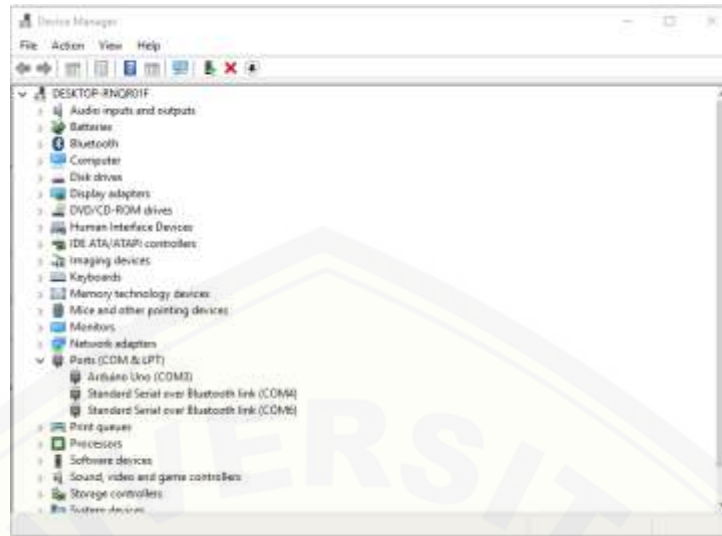 Device Manager
File Action View Help
DESKTOP-RNQR01F
Audio inputs and outputs
Batteries
Bluetooth
Computer
Disk drives
Display adapters
DVD/CD-ROM drives
Human Interface Devices
IDE ATA/ATAPI controllers
Imaging devices
Keyboards
Memory technology devices
Mice and other pointing devices
Monitors
Network adapters
Ports (COM & LPT)
Arduino Uno (COM3)
Standard Serial over Bluetooth link (COM4)
Standard Serial over Bluetooth link (COM6)
Print queues
Processors
Software devices
Sound, video and game controllers
Storage controllers
System devices